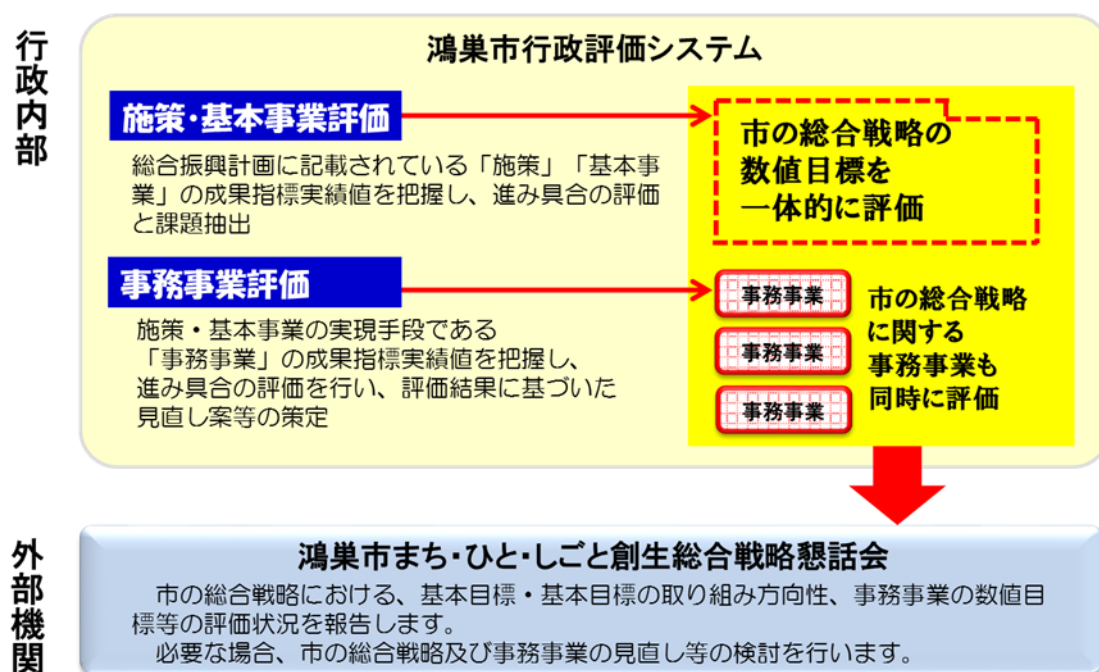 行政内部
鴻巣市行政評価システム
施策・基本事業評価
総合振興計画に記載されている「施策」「基本事
業」の成果指標実績値を把握し、進み具合の評価
と課題抽出
市の総合戦略の
数値目標を
一体的に評価
事務事業評価
施策・基本事業の実現手段である
「事務事業」の成果指標実績値を把握し、
進み具合の評価を行い、評価結果に基づいた
見直し案等の策定
事務事業
事務事業
事務事業
市の総合戦略
に関する
事務事業も
同時に評価
外部機関
鴻巣市まち・ひと・しごと創生総合戦略懇話会
市の総合戦略における、基本目標・基本目標の取り組み方向性、事務事業の数値目
標等の評価状況を報告します。
必要な場合、市の総合戦略及び事務事業の見直し等の検討を行います。